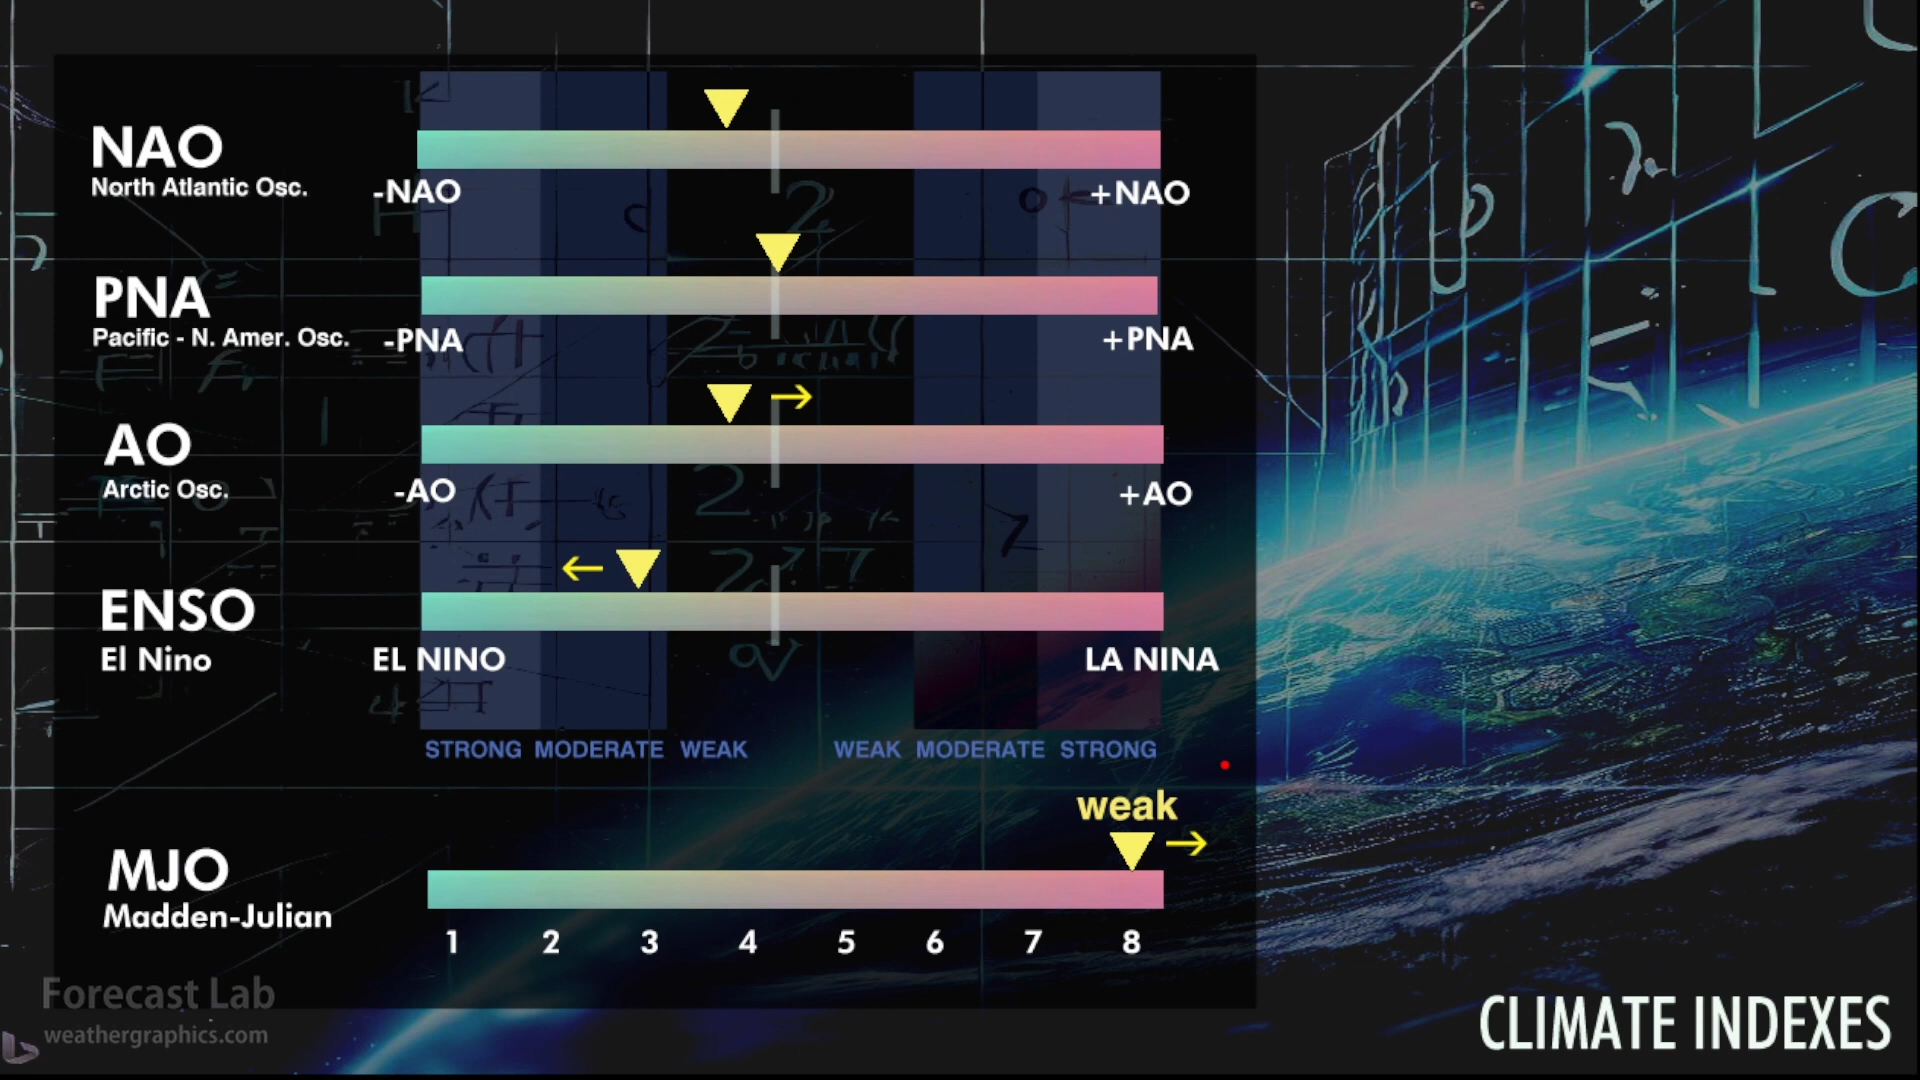 NAO
North Atlantic Osc.
-NAO
+NAO
PNA
Pacific - N. Amer. Osc.
-PNA
+PNA
→
AO
Arctic Osc.
-AO
+AO
←
ENSO
El Nino
EL NINO
LA NINA
STRONG MODERATE WEAK WEAK MODERATE STRONG
weak
→
MJO
Madden-Julian
1 2 3 4 5 6 7 8
Forecast Lab
weathergraphics.com
CLIMATE INDEXES